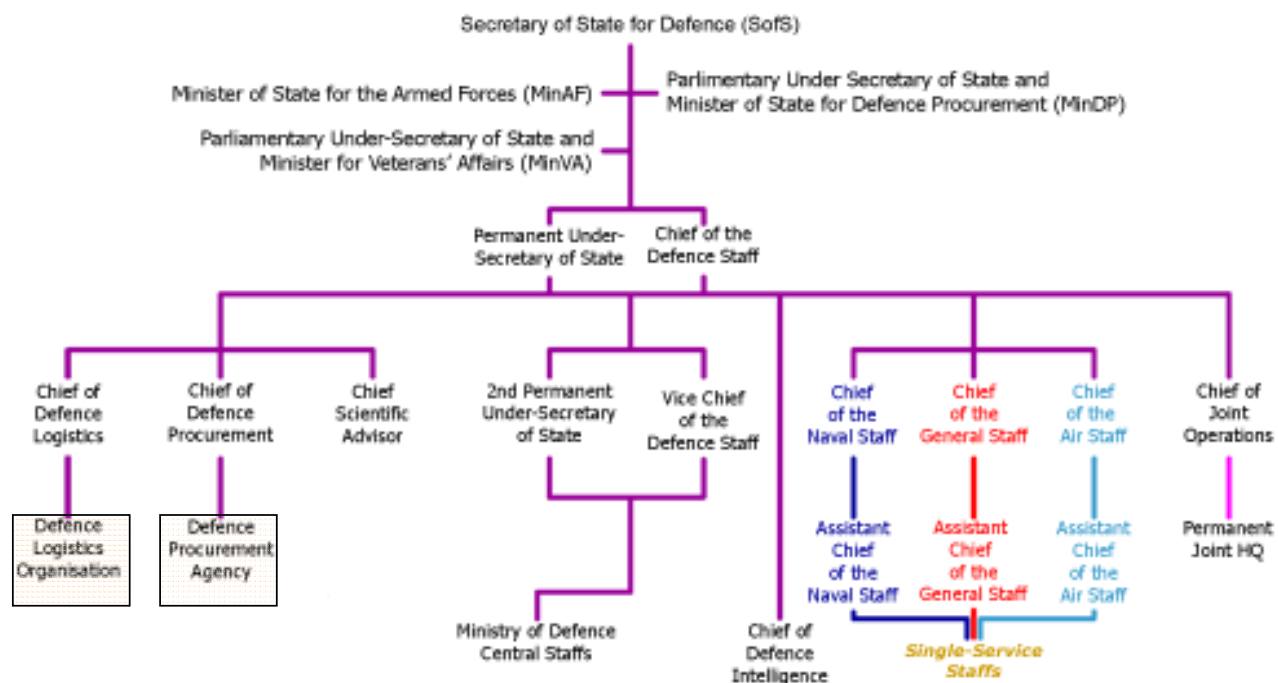 Secretary of State for Defence (SofS)
Minister of State for the Armed Forces (MinAF)
Parlimentary Under Secretary of State and
Minister of State for Defence Procurement (MinDP)
Parliamentary Under-Secretary of State and
Minister for Veterans' Affairs (MinVA)
Permanent Under-
Secretary of State
Chief of the
Defence Staff
Chief of
Defence
Logistics
Chief of
Defence
Procurement
Chief
Scientific
Advisor
2nd Permanent
Under-Secretary
of State
Vice Chief
of the
Defence Staff
Chief
of the
Naval Staff
Chief
of the
General Staff
Chief
of the
Air Staff
Chief of
Joint
Operations
Defence
Logistics
Organisation
Defence
Procurement
Agency
Assistant
Chief
of the
Naval Staff
Assistant
Chief
of the
General Staff
Assistant
Chief
of the
Air Staff
Permanent
Joint HQ
Ministry of Defence
Central Staffs
Chief of
Defence
Intelligence
Single-Service
Staffs